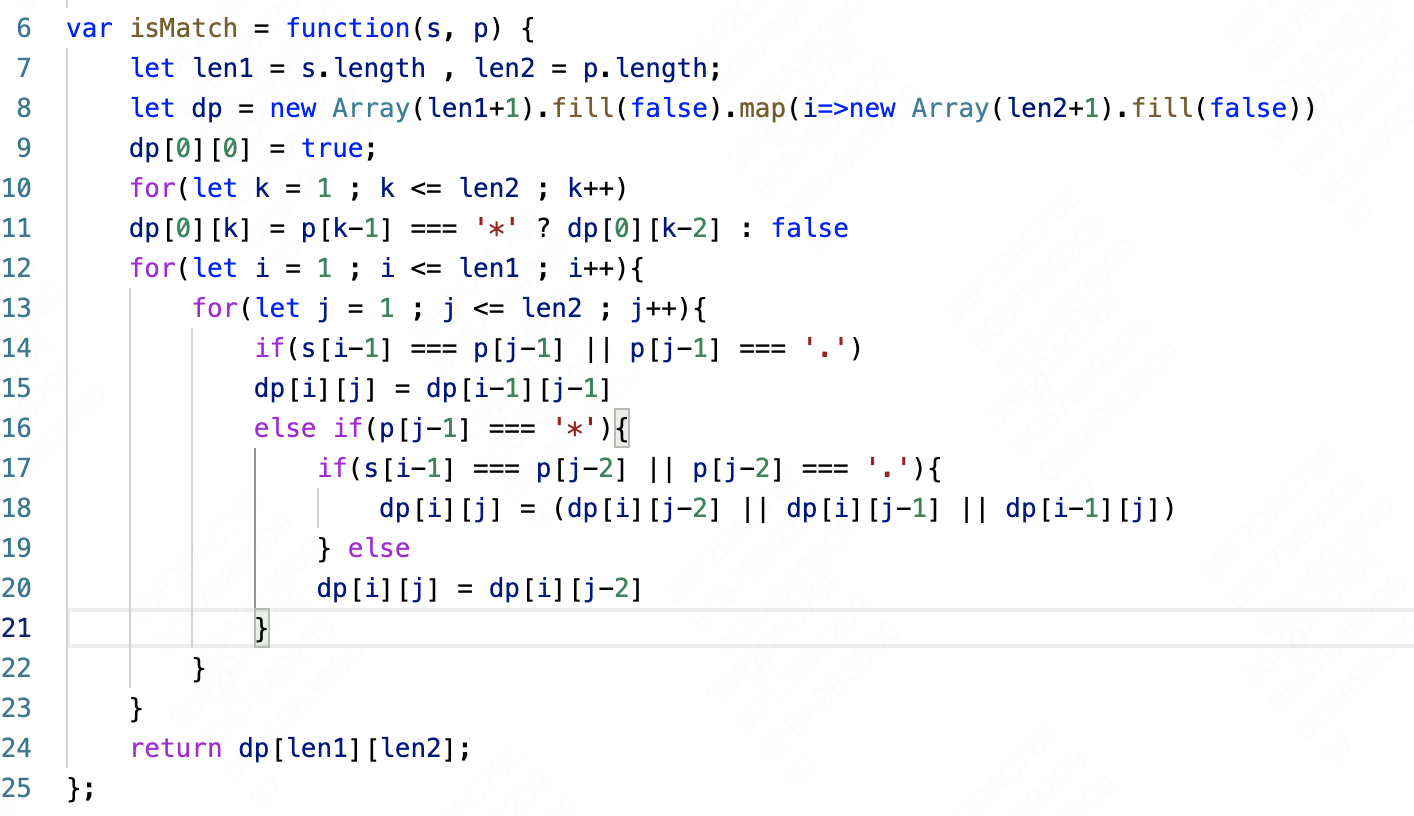 6 var isMatch = function(s, p) {
7 let len1 = s.length , len2 = p.length;
8 let dp = new Array(len1+1).fill(false).map(i=>new Array(len2+1).fill(false))
9 dp[0][0] = true;
10 for(let k = 1 ; k <= len2 ; k++)
11 dp[0][k] = p[k-1] === '*' ? dp[0][k-2] : false
12 for(let i = 1 ; i <= len1 ; i++){
13 for(let j = 1 ; j <= len2 ; j++){
14 if(s[i-1] === p[j-1] || p[j-1] === '.')
15 dp[i][j] = dp[i-1][j-1]
16 else if(p[j-1] === '*'){
17 if(s[i-1] === p[j-2] || p[j-2] === '.'){
18 dp[i][j] = (dp[i][j-2] || dp[i][j-1] || dp[i-1][j])
19 } else
20 dp[i][j] = dp[i][j-2]
21 }
22 }
23 }
24 return dp[len1][len2];
25 };